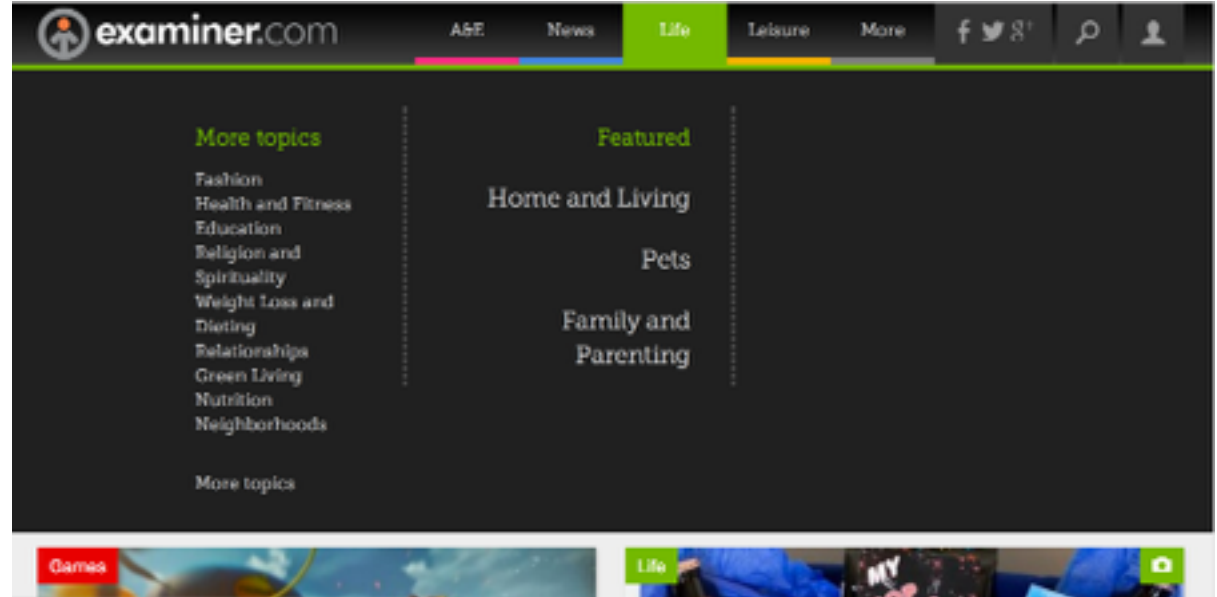 examiner.com
A&E News Life Leisure More
More topics
Fashion
Health and Fitness
Education
Religion and
Spirituality
Weight Loss and
Dieting
Relationships
Green Living
Nutrition
Neighborhoods
More topics
Featured
Home and Living
Pets
Family and
Parenting
Games
Life
MY